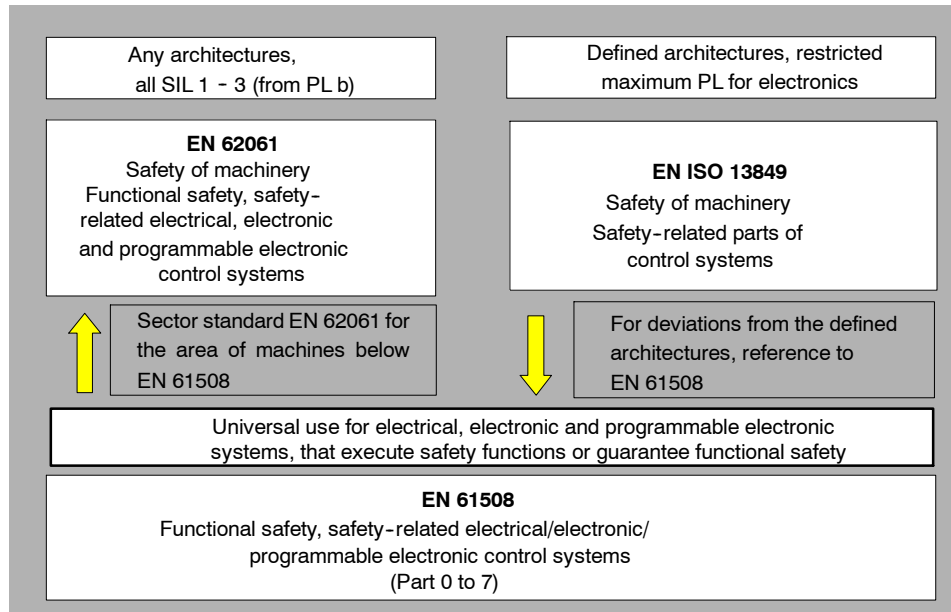 Any architectures,
all SIL 1 - 3 (from PL b)
Defined architectures, restricted
maximum PL for electronics
EN 62061
Safety of machinery
Functional safety, safety-
related electrical, electronic
and programmable electronic
control systems
EN ISO 13849
Safety of machinery
Safety-related parts of
control systems
Sector standard EN 62061 for
the area of machines below
EN 61508
For deviations from the defined
architectures, reference to
EN 61508
Universal use for electrical, electronic and programmable electronic
systems, that execute safety functions or guarantee functional safety
EN 61508
Functional safety, safety-related electrical/electronic/
programmable electronic control systems
(Part 0 to 7)